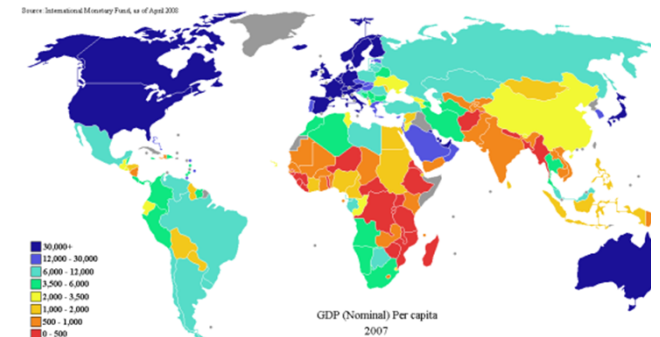 Source: International Monetary Fund, as of April 2008
30,000+
12,000 - 30,000
6,000 - 12,000
3,500 - 6,000
2,000 - 3,500
1,000 - 2,000
500 - 1,000
0 - 500
GDP (Nominal) Per capita
2007